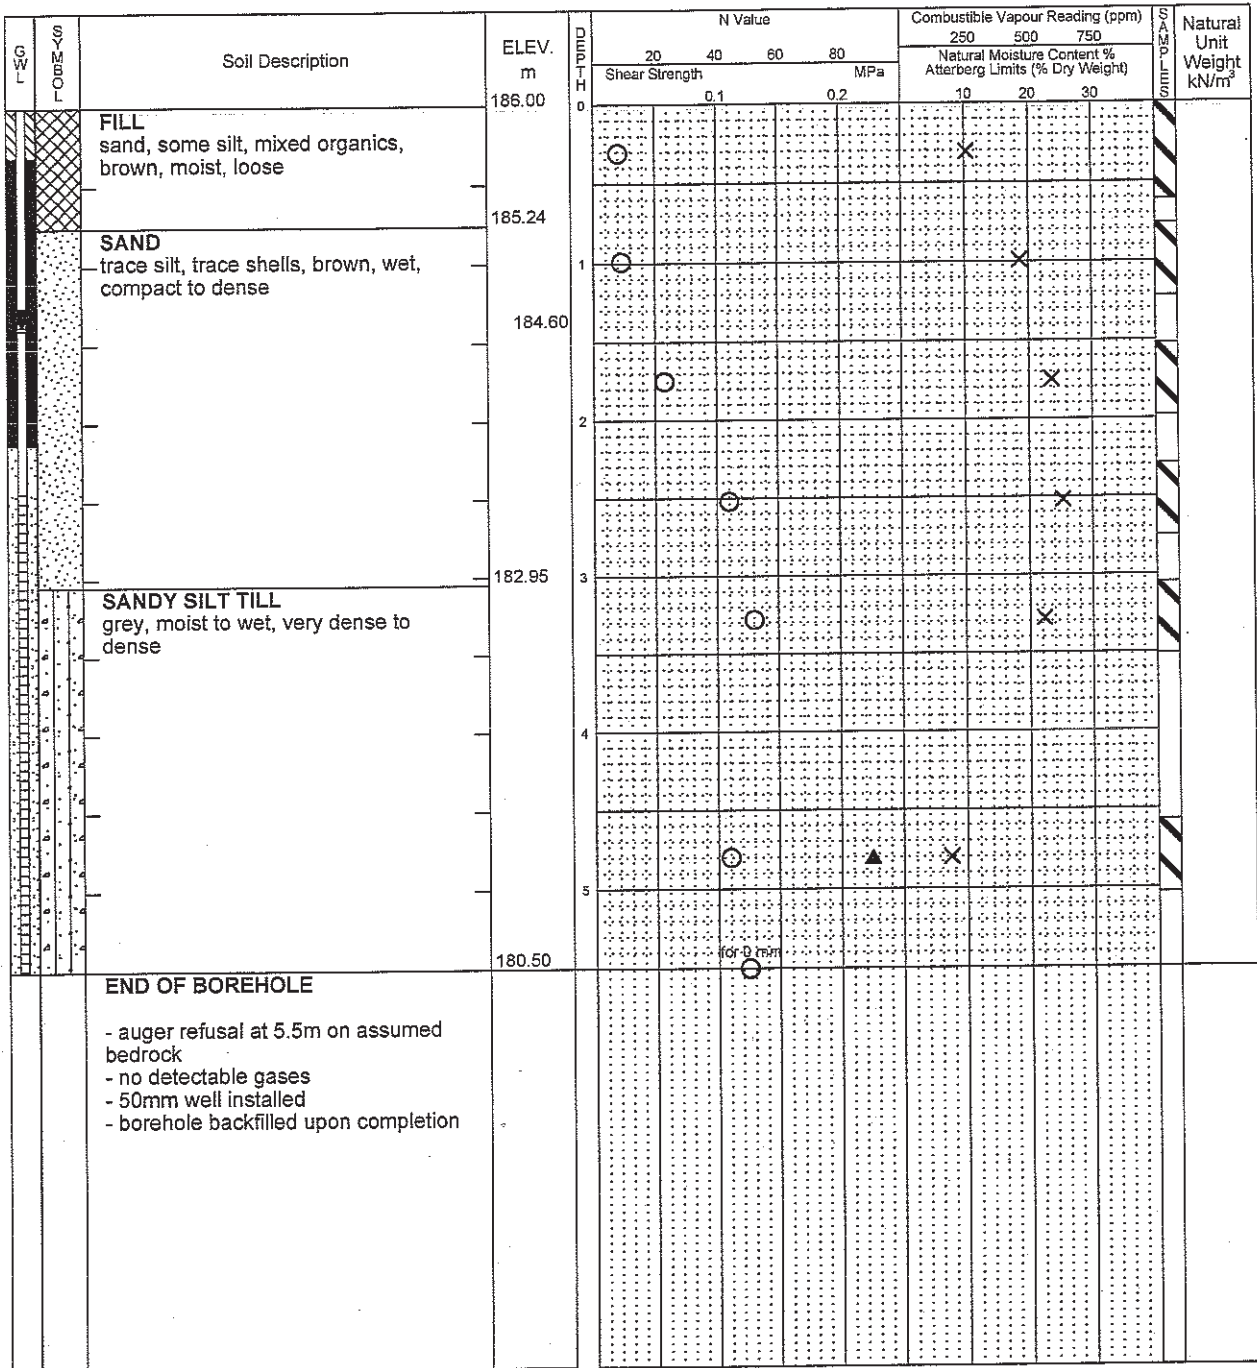 GWL
SYMBOL
Soil Description
ELEV.
m
186.00
DEPTH
N Value
20 40 60 80
Shear Strength MPa
0.1 0.2
Combustible Vapour Reading (ppm)
250 500 750
Natural Moisture Content %
Atterberg Limits (% Dry Weight)
10 20 30
SAMPLES
Natural
Unit
Weight
kN/m³
0
FILL
sand, some silt, mixed organics,
brown, moist, loose
185.24
SAND
trace silt, trace shells, brown, wet,
compact to dense
1
184.60
2
182.95
3
SANDY SILT TILL
grey, moist to wet, very dense to
dense
4
5
for 0 mm
180.50
END OF BOREHOLE
- auger refusal at 5.5m on assumed
bedrock
- no detectable gases
- 50mm well installed
- borehole backfilled upon completion